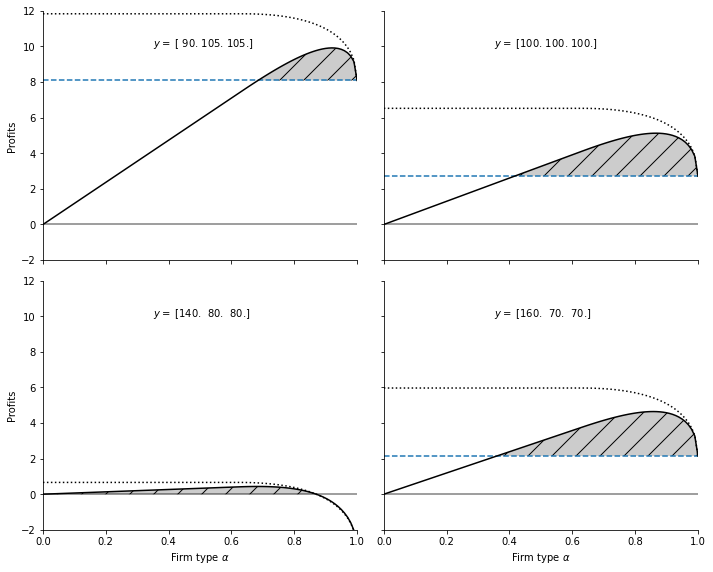 12
10
8
6
4
2
0
−2
Profits
y = [ 90. 105. 105.]
y = [100. 100. 100.]
12
10
8
6
4
2
0
−2
Profits
y = [140.  80.  80.]
y = [160.  70.  70.]
0.0 0.2 0.4 0.6 0.8 1.0
Firm type α
0.0 0.2 0.4 0.6 0.8 1.0
Firm type α